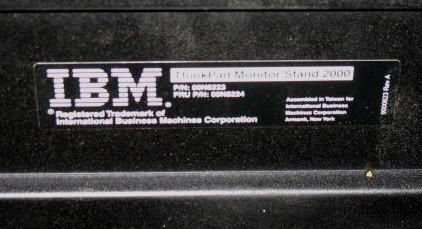 IBM.
ThinkPad Monitor Stand 2000
P/N: 00N8223
FRU P/N: 00N8224
® Registered Trademark of
International Business Machines Corporation
Assembled in Taiwan for
International Business
Machines Corporation
Armonk, New York
Rev A